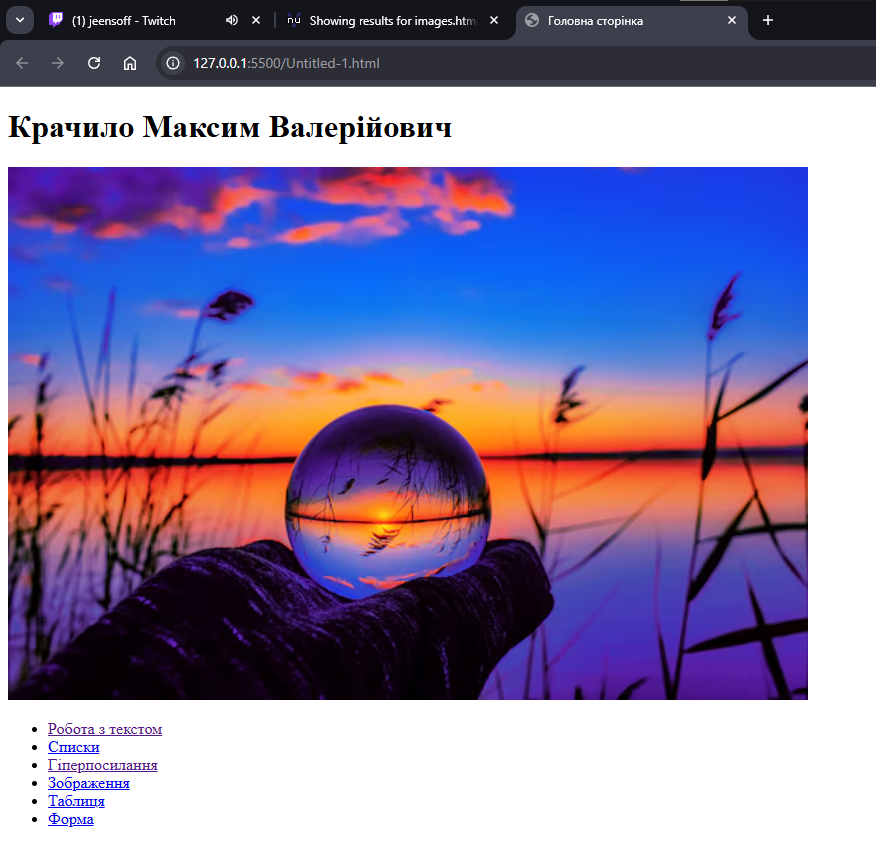 (1) jeensoff - Twitch
nu Showing results for images.htm
Головна сторінка
127.0.0.1:5500/Untitled-1.html
Крачило Максим Валерійович
Робота з текстом
Списки
Гіперпосилання
Зображення
Таблиця
Форма